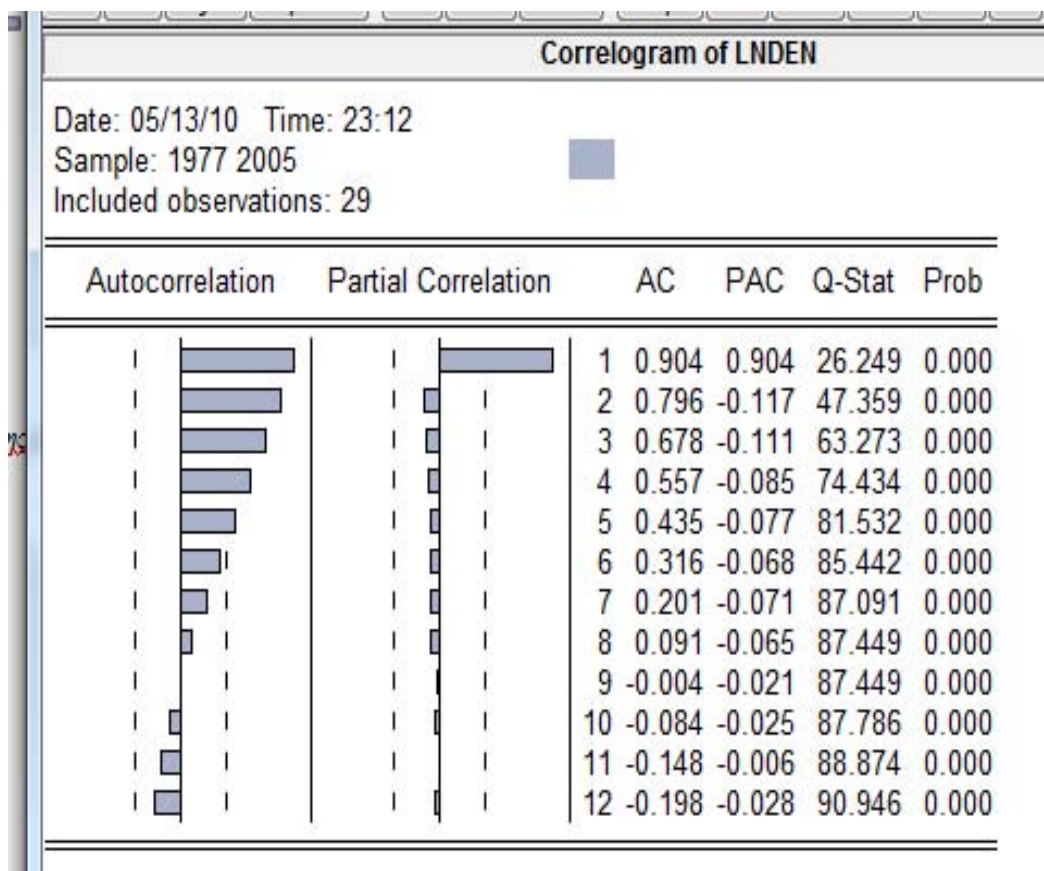 Correlogram of LNDEN
Date: 05/13/10 Time: 23:12
Sample: 1977 2005
Included observations: 29
Autocorrelation Partial Correlation AC PAC Q-Stat Prob
1 0.904 0.904 26.249 0.000
2 0.796 -0.117 47.359 0.000
3 0.678 -0.111 63.273 0.000
4 0.557 -0.085 74.434 0.000
5 0.435 -0.077 81.532 0.000
6 0.316 -0.068 85.442 0.000
7 0.201 -0.071 87.091 0.000
8 0.091 -0.065 87.449 0.000
9 -0.004 -0.021 87.449 0.000
10 -0.084 -0.025 87.786 0.000
11 -0.148 -0.006 88.874 0.000
12 -0.198 -0.028 90.946 0.000